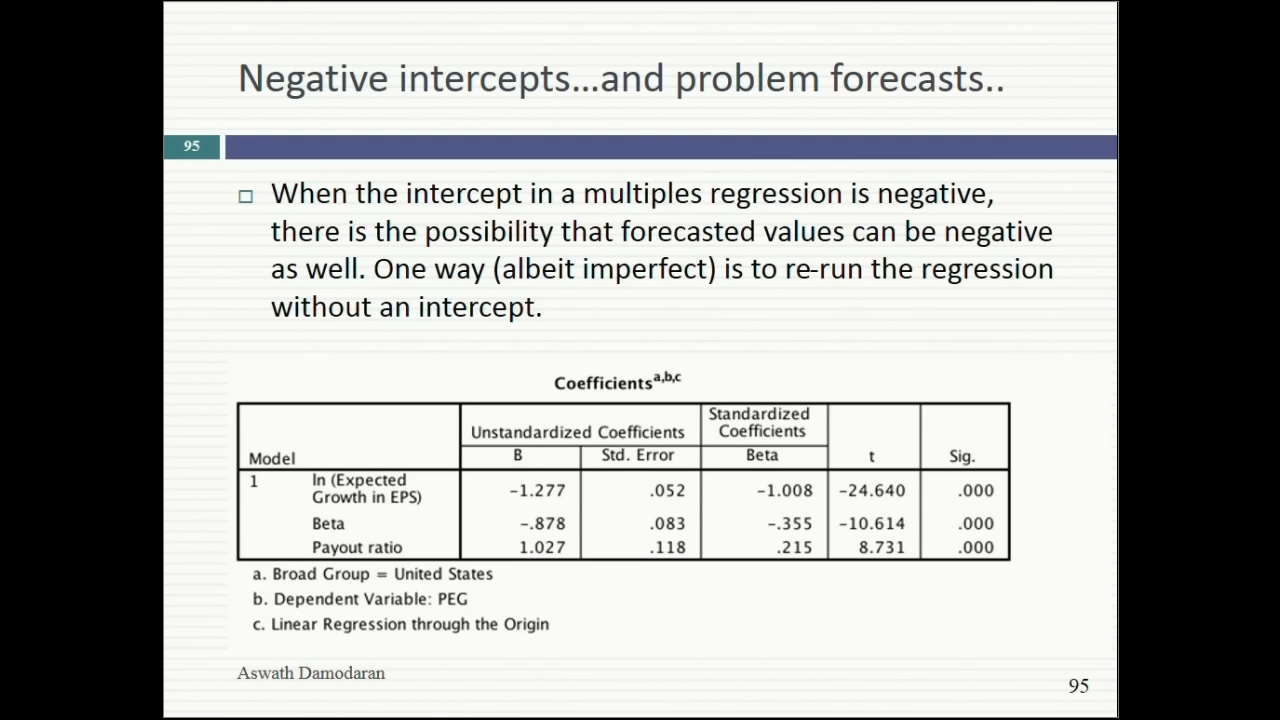 Negative intercepts...and problem forecasts..
95
When the intercept in a multiples regression is negative,
there is the possibility that forecasted values can be negative
as well. One way (albeit imperfect) is to re-run the regression
without an intercept.
Coefficientsa,b,c
Model Unstandardized Coefficients Standardized Coefficients t Sig.
B Std. Error Beta
1 ln (Expected Growth in EPS) -1.277 .052 -1.008 -24.640 .000
Beta -.878 .083 -.355 -10.614 .000
Payout ratio 1.027 .118 .215 8.731 .000
a. Broad Group = United States
b. Dependent Variable: PEG
c. Linear Regression through the Origin
Aswath Damodaran
95